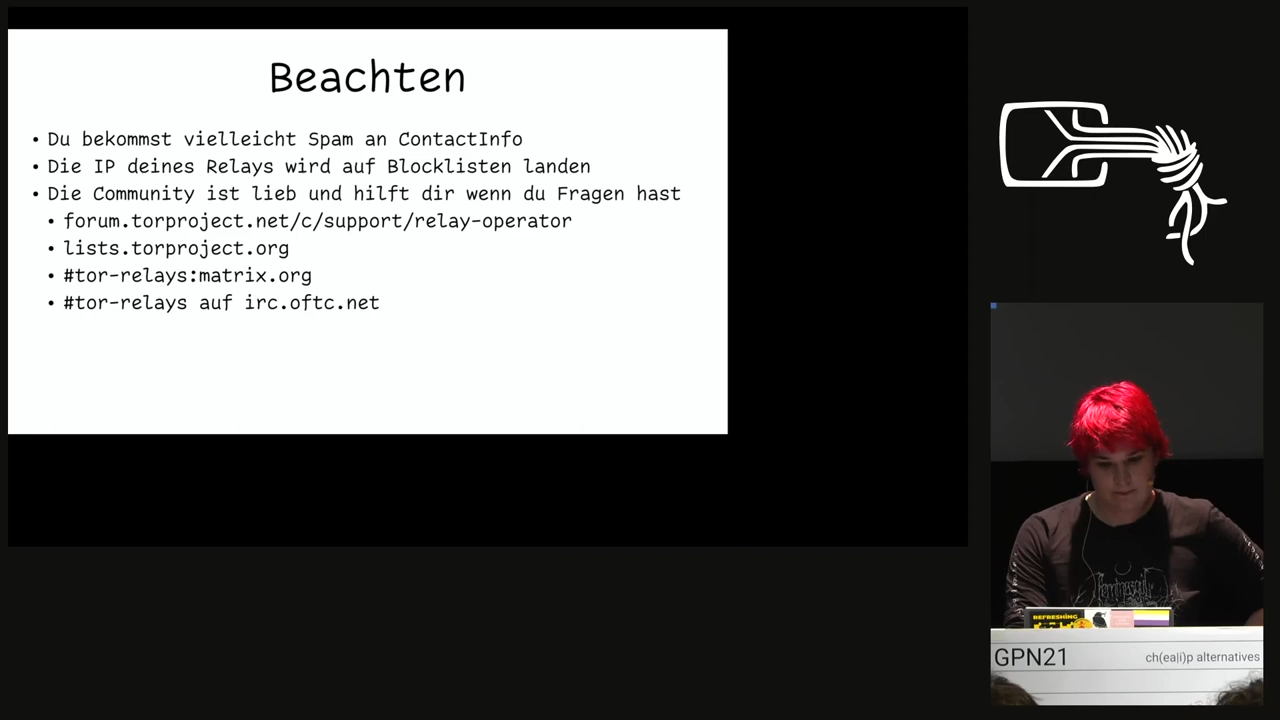 Beachten
• Du bekommst vielleicht Spam an ContactInfo
• Die IP deines Relays wird auf Blocklisten landen
• Die Community ist lieb und hilft dir wenn du Fragen hast
• forum.torproject.net/c/support/relay-operator
• lists.torproject.org
• #tor-relays:matrix.org
• #tor-relays auf irc.oftc.net
REFRESHING
GPN21
ch(ea|i)p alternatives